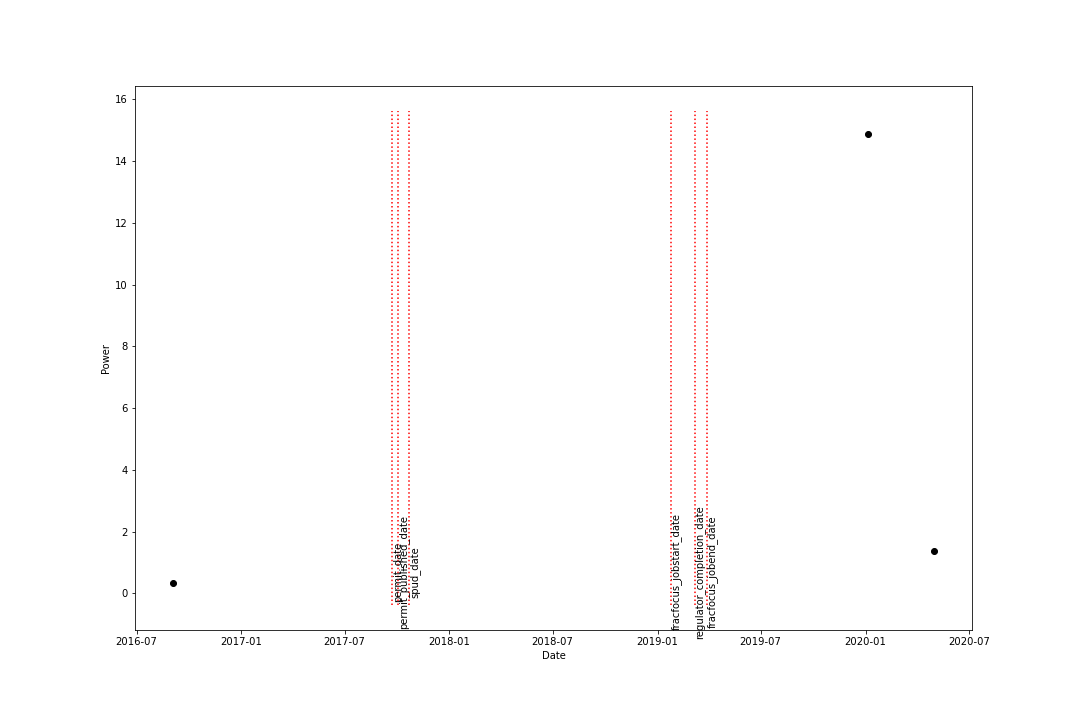 16
14
12
10
8
6
4
2
0
Power
permit_date
permit_published_date
spud_date
fracfocus_jobstart_date
regulator_completion_date
fracfocus_jobend_date
2016-07
2017-01
2017-07
2018-01
2018-07
2019-01
2019-07
2020-01
2020-07
Date